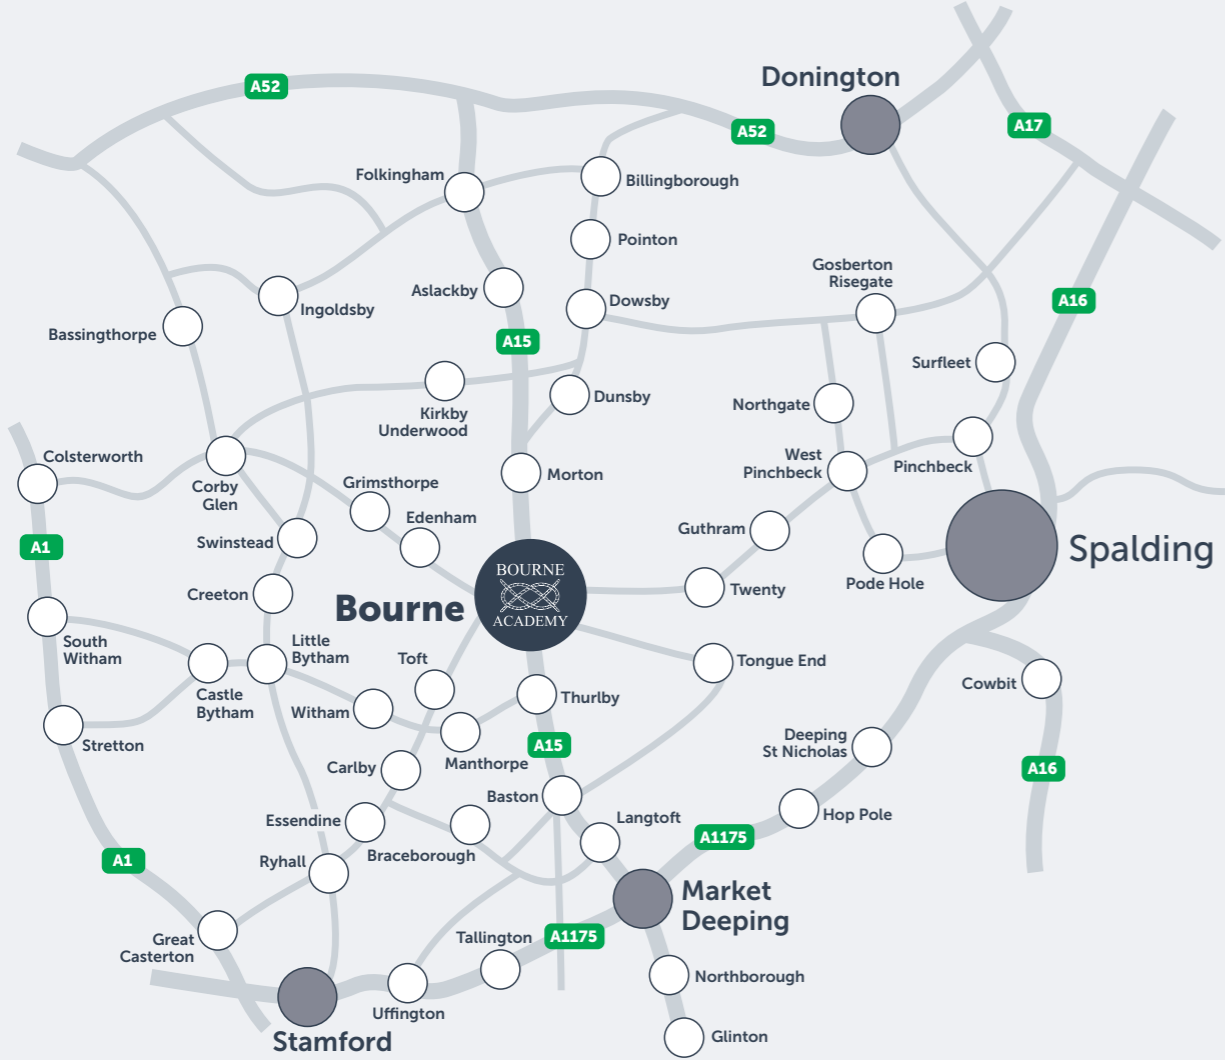 Donington
A52
A17
A52
Folkingham
Billingborough
Pointon
Gosberton
Risegate
Aslackby
Dowsby
A16
Ingoldsby
Bassingthorpe
A15
Surfleet
Kirkby
Underwood
Dunsby
Northgate
Colsterworth
West
Pinchbeck
Pinchbeck
Corby
Glen
Grimsthorpe
Morton
Edenham
Guthram
A1
Swinstead
Spalding
BOURNE
ACADEMY
Bourne
Twenty
Pode Hole
Creeton
South
Witham
Little
Bytham
Toft
Tongue End
Castle
Bytham
Witham
Thurlby
Cowbit
Stretton
A15
Manthorpe
Deeping
St Nicholas
Carlby
A16
Baston
Langtoft
Hop Pole
Essendine
Braceborough
A1175
A1
Ryhall
Market
Deeping
Great
Casterton
Tallington
A1175
Northborough
Uffington
Stamford
Glinton